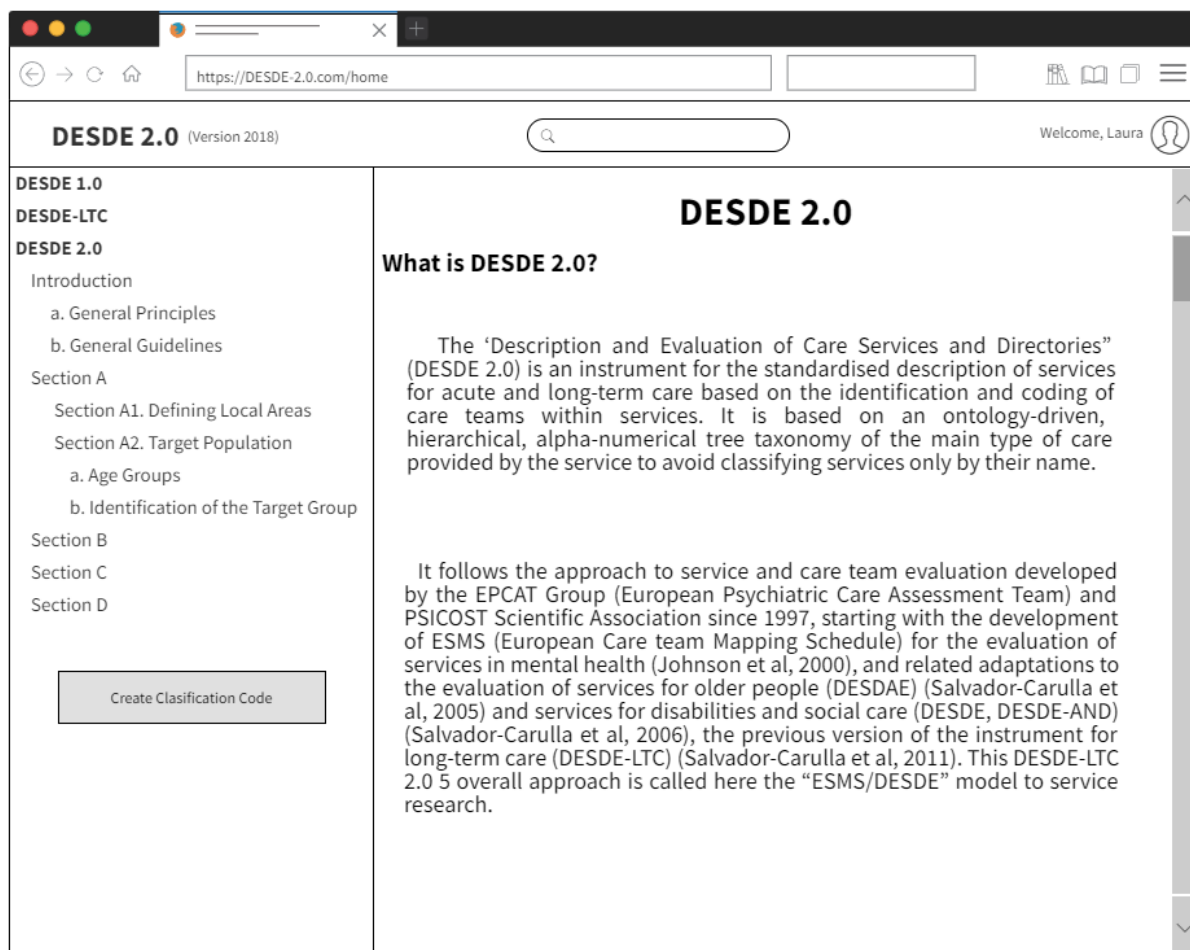 https://DESDE-2.0.com/home
DESDE 2.0 (Version 2018)
Welcome, Laura
DESDE 1.0
DESDE-LTC
DESDE 2.0
Introduction
a. General Principles
b. General Guidelines
Section A
Section A1. Defining Local Areas
Section A2. Target Population
a. Age Groups
b. Identification of the Target Group
Section B
Section C
Section D
Create Clasification Code
DESDE 2.0
What is DESDE 2.0?
The ‘Description and Evaluation of Care Services and Directories”
(DESDE 2.0) is an instrument for the standardised description of services
for acute and long-term care based on the identification and coding of
care teams within services. It is based on an ontology-driven,
hierarchical, alpha-numerical tree taxonomy of the main type of care
provided by the service to avoid classifying services only by their name.
It follows the approach to service and care team evaluation developed
by the EPCAT Group (European Psychiatric Care Assessment Team) and
PSICOST Scientific Association since 1997, starting with the development
of ESMS (European Care team Mapping Schedule) for the evaluation of
services in mental health (Johnson et al, 2000), and related adaptations to
the evaluation of services for older people (DESDAE) (Salvador-Carulla et
al, 2005) and services for disabilities and social care (DESDE, DESDE-AND)
(Salvador-Carulla et al, 2006), the previous version of the instrument for
long-term care (DESDE-LTC) (Salvador-Carulla et al, 2011). This DESDE-LTC
2.0 5 overall approach is called here the “ESMS/DESDE” model to service
research.